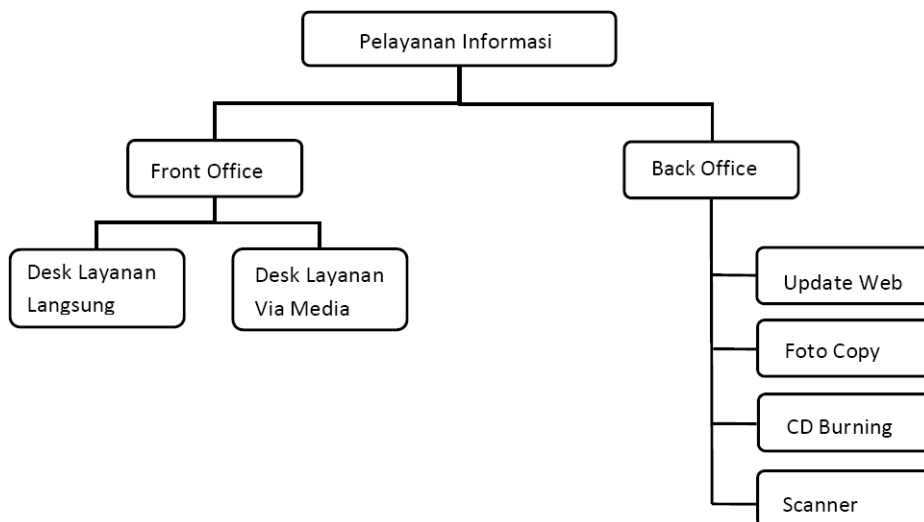 Pelayanan Informasi
Front Office
Back Office
Desk Layanan
Langsung
Desk Layanan
Via Media
Update Web
Foto Copy
CD Burning
Scanner